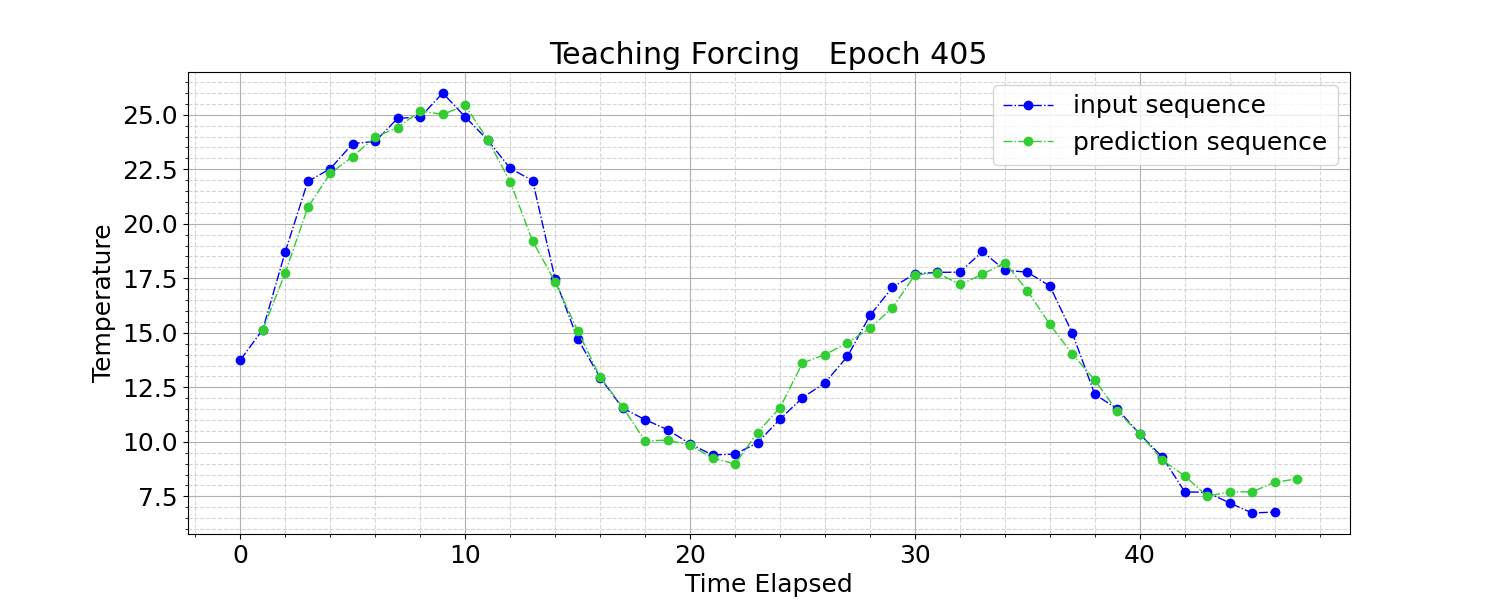 Teaching Forcing   Epoch 405
input sequence
prediction sequence
25.0
22.5
20.0
17.5
15.0
12.5
10.0
7.5
Temperature
0 10 20 30 40
Time Elapsed